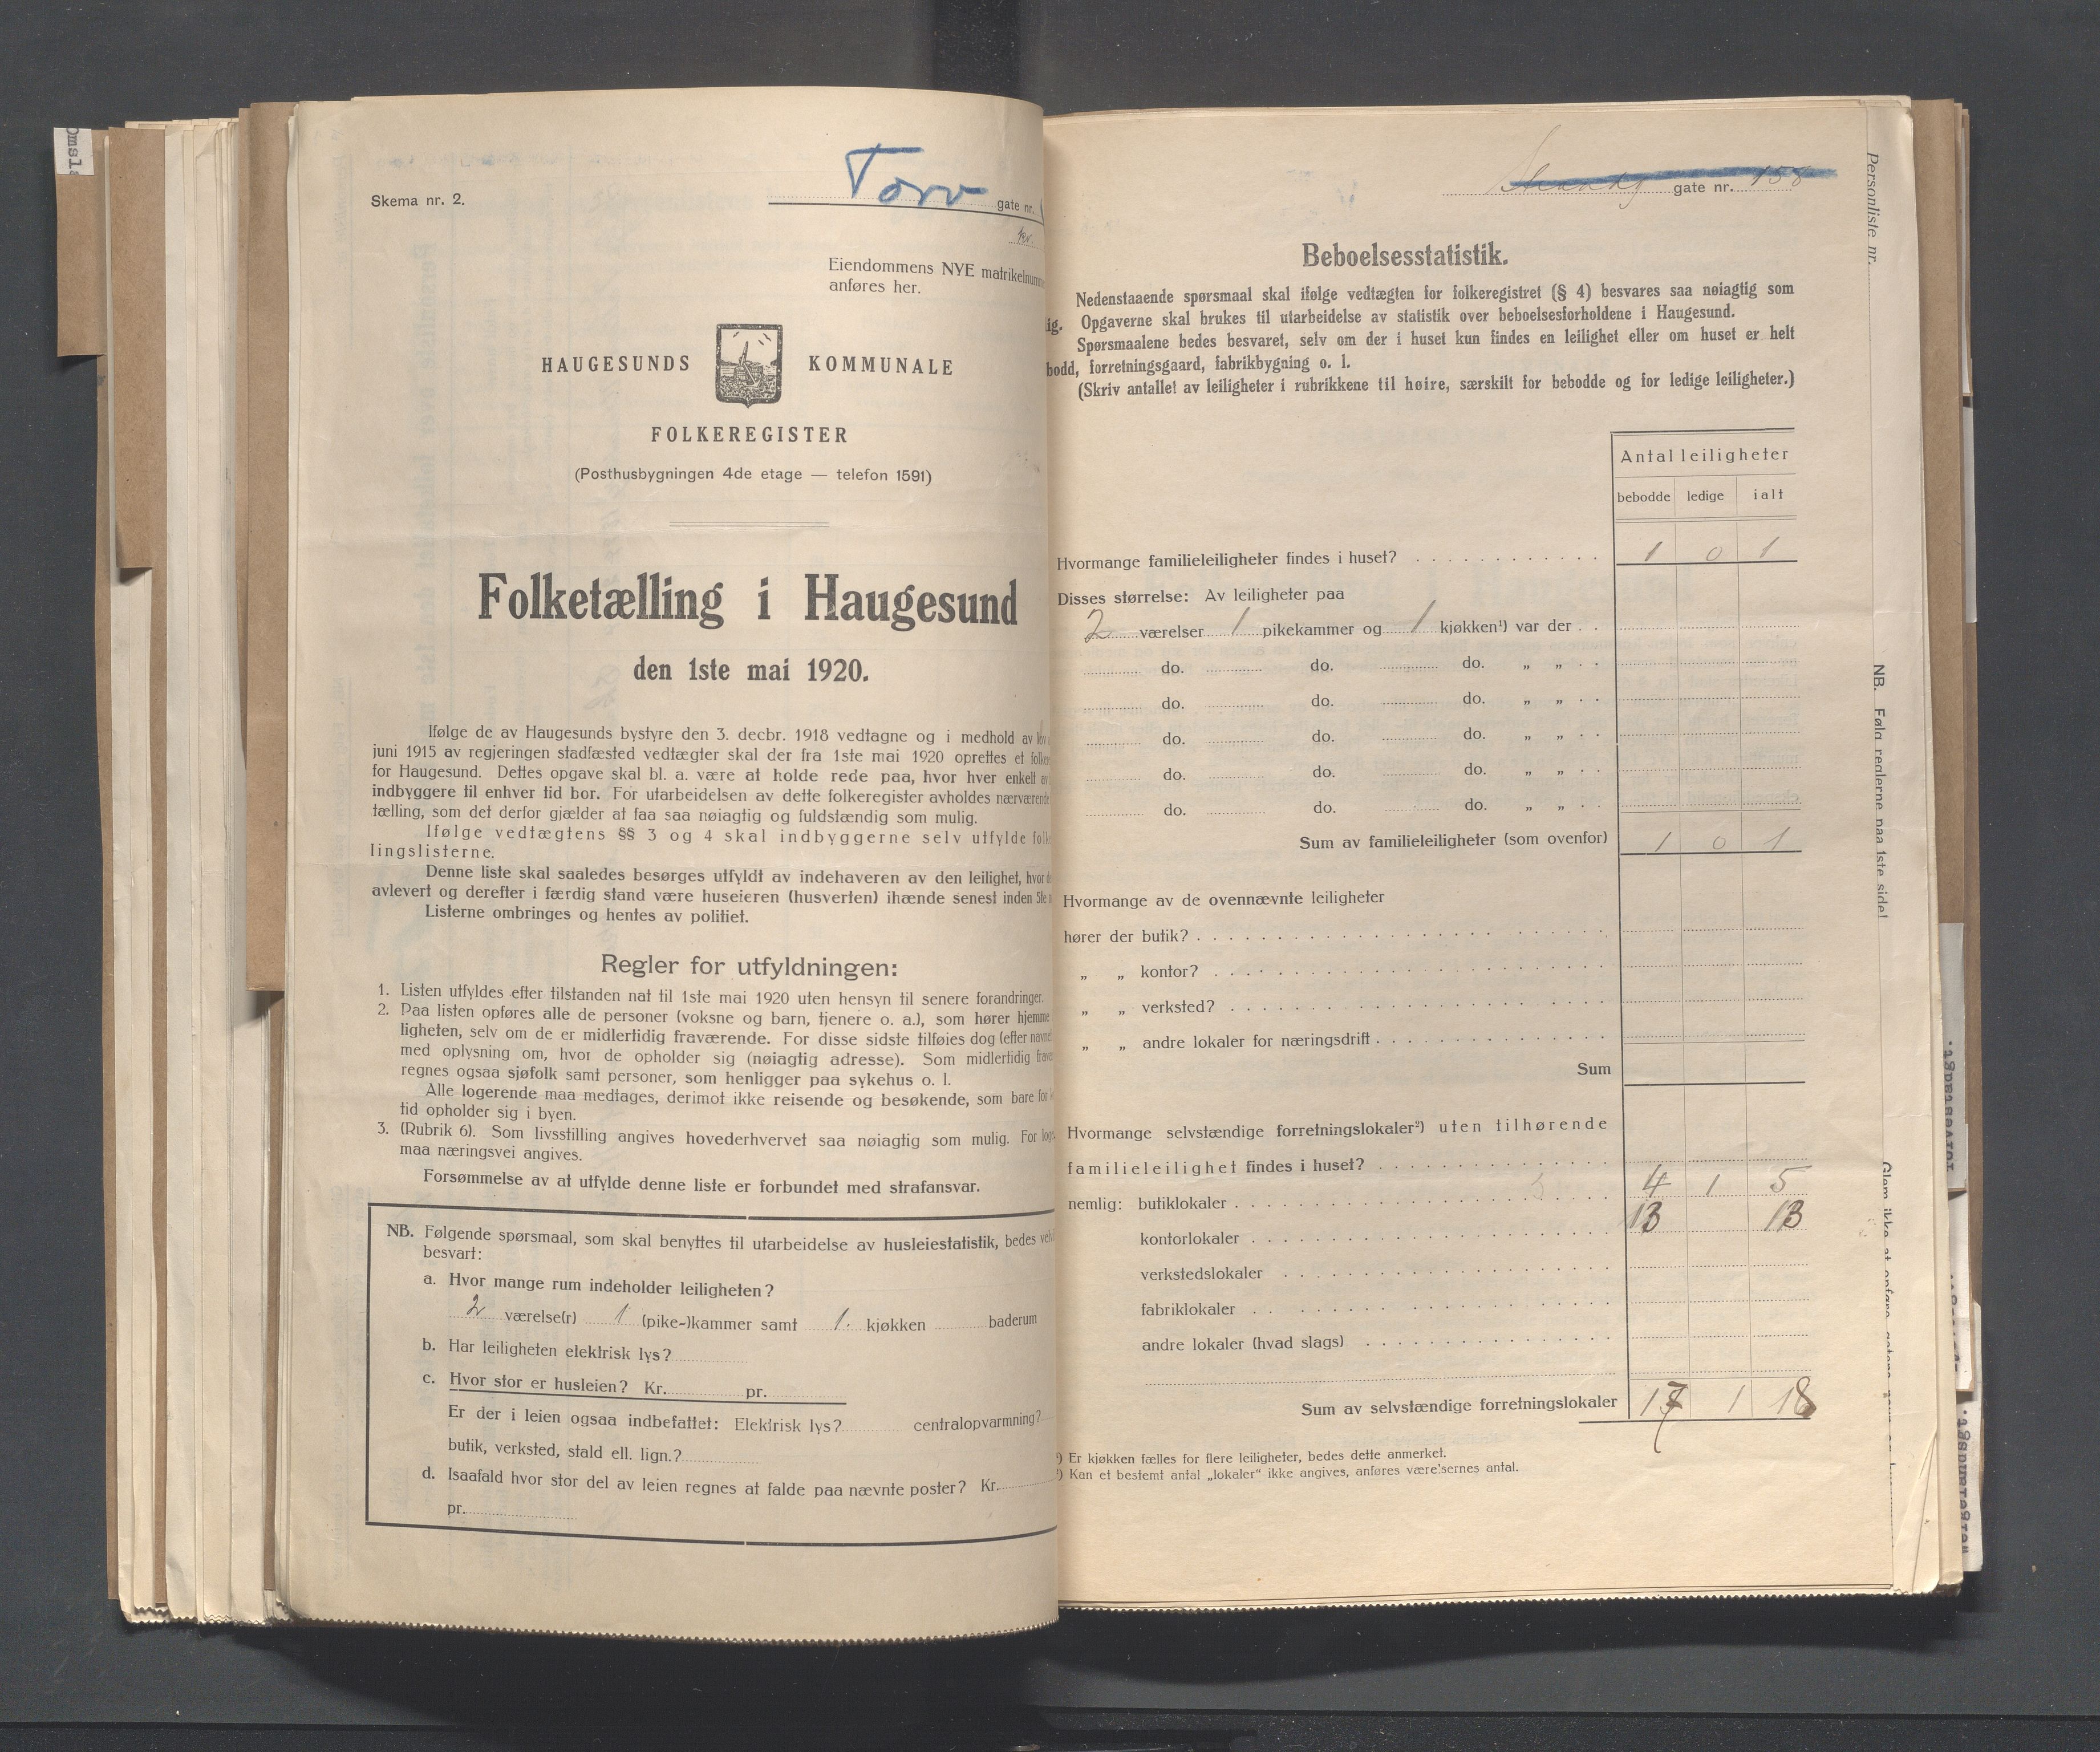 Skema nr. 2.
Torv gate nr.
kr.
Eiendommens NYE matrikelnumm
anføres her.
HAUGESUNDS KOMMUNALE
FOLKEREGISTER
(Posthusbygningen 4de etage — telefon 1591)
Folketælling i Haugesund
den 1ste mai 1920.
Ifølge de av Haugesunds bystyre den 3. decbr. 1918 vedtagne og i medhold av lov
juni 1915 av regjeringen stadfæsted vedtægter skal der fra 1ste mai 1920 oprettes et folker
for Haugesund. Dettes opgave skal bl. a. være at holde rede paa, hvor hver enkelt av
indbyggere til enhver tid bor. For utarbeidelsen av dette folkeregister avholdes nærværende
tælling, som det derfor gjælder at faa saa nøiagtig og fuldstændig som mulig.
Ifølge vedtægtens §§ 3 og 4 skal indbyggerne selv utfylde folk
lingslisterne.
Denne liste skal saaledes besørges utfyldt av indehaveren av den leilighet, hvor de
avlevert og derefter i færdig stand være huseieren (husverten) ihænde senest inden 5te
Listerne ombringes og hentes av politiet.
Regler for utfyldningen:
1. Listen utfyldes efter tilstanden nat til 1ste mai 1920 uten hensyn til senere forandringer.
2. Paa listen opføres alle de personer (voksne og barn, tjenere o. a.), som hører hjemme
ligheten, selv om de er midlertidig fraværende. For disse sidste tilføies dog (efter navnet
med oplysning om, hvor de opholder sig (nøiagtig adresse). Som midlertidig frav
regnes ogsaa sjøfolk samt personer, som henligger paa sykehus o. l.
Alle logerende maa medtages, derimot ikke reisende og besøkende, som bare for
tid opholder sig i byen.
3. (Rubrik 6). Som livsstilling angives hovederhvervet saa nøiagtig som mulig. For loge
maa næringsvei angives.
Forsømmelse av at utfylde denne liste er forbundet med strafansvar.
NB. Følgende spørsmaal, som skal benyttes til utarbeidelse av husleiestatistik, bedes velvi
besvart:
a. Hvor mange rum indeholder leiligheten?
2 værelse(r) 1 (pike-)kammer samt 1. kjøkken baderum
b. Har leiligheten elektrisk lys?
c. Hvor stor er husleien? Kr. pr.
Er der i leien ogsaa indbefattet: Elektrisk lys? centralopvarmning?
butik, verksted, stald ell. lign.?
d. Isaafald hvor stor del av leien regnes at falde paa nævnte poster? Kr.
pr.
Strandg gate nr. 158
Beboelsesstatistik.
Nedenstaaende spørsmaal skal ifølge vedtægten for folkeregistret (§ 4) besvares saa nøiagtig som
lig. Opgaverne skal brukes til utarbeidelse av statistik over beboelsesforholdene i Haugesund.
Spørsmaalene bedes besvaret, selv om der i huset kun findes en leilighet eller om huset er helt
bodd, forretningsgaard, fabrikbygning o. l.
(Skriv antallet av leiligheter i rubrikkene til høire, særskilt for bebodde og for ledige leiligheter.)
Antal leiligheter
bebodde ledige ialt
Hvormange familieleiligheter findes i huset? 1 0 1
Disses størrelse: Av leiligheter paa
2 værelser 1 pikekammer og 1 kjøkken¹) var der
do. do. do. „ „
do. do. do. „ „
do. do. do. „ „
do. do. do. „ „
do. do. do. „ „
Sum av familieleiligheter (som ovenfor) 1 0 1
Hvormange av de ovennævnte leiligheter
hører der butik?
„ „ kontor?
„ „ verksted?
„ „ andre lokaler for næringsdrift
Sum
Hvormange selvstændige forretningslokaler²) uten tilhørende
familieleilighet findes i huset?
nemlig: butiklokaler 4 1 5
kontorlokaler 13 13
verkstedslokaler
fabriklokaler
andre lokaler (hvad slags)
Sum av selvstændige forretningslokaler 17 1 18
¹) Er kjøkken fælles for flere leiligheter, bedes dette anmerket.
²) Kan et bestemt antal „lokaler“ ikke angives, anføres værelsernes antal.
Personliste nr.
NB. Følg reglerne paa 1ste side!